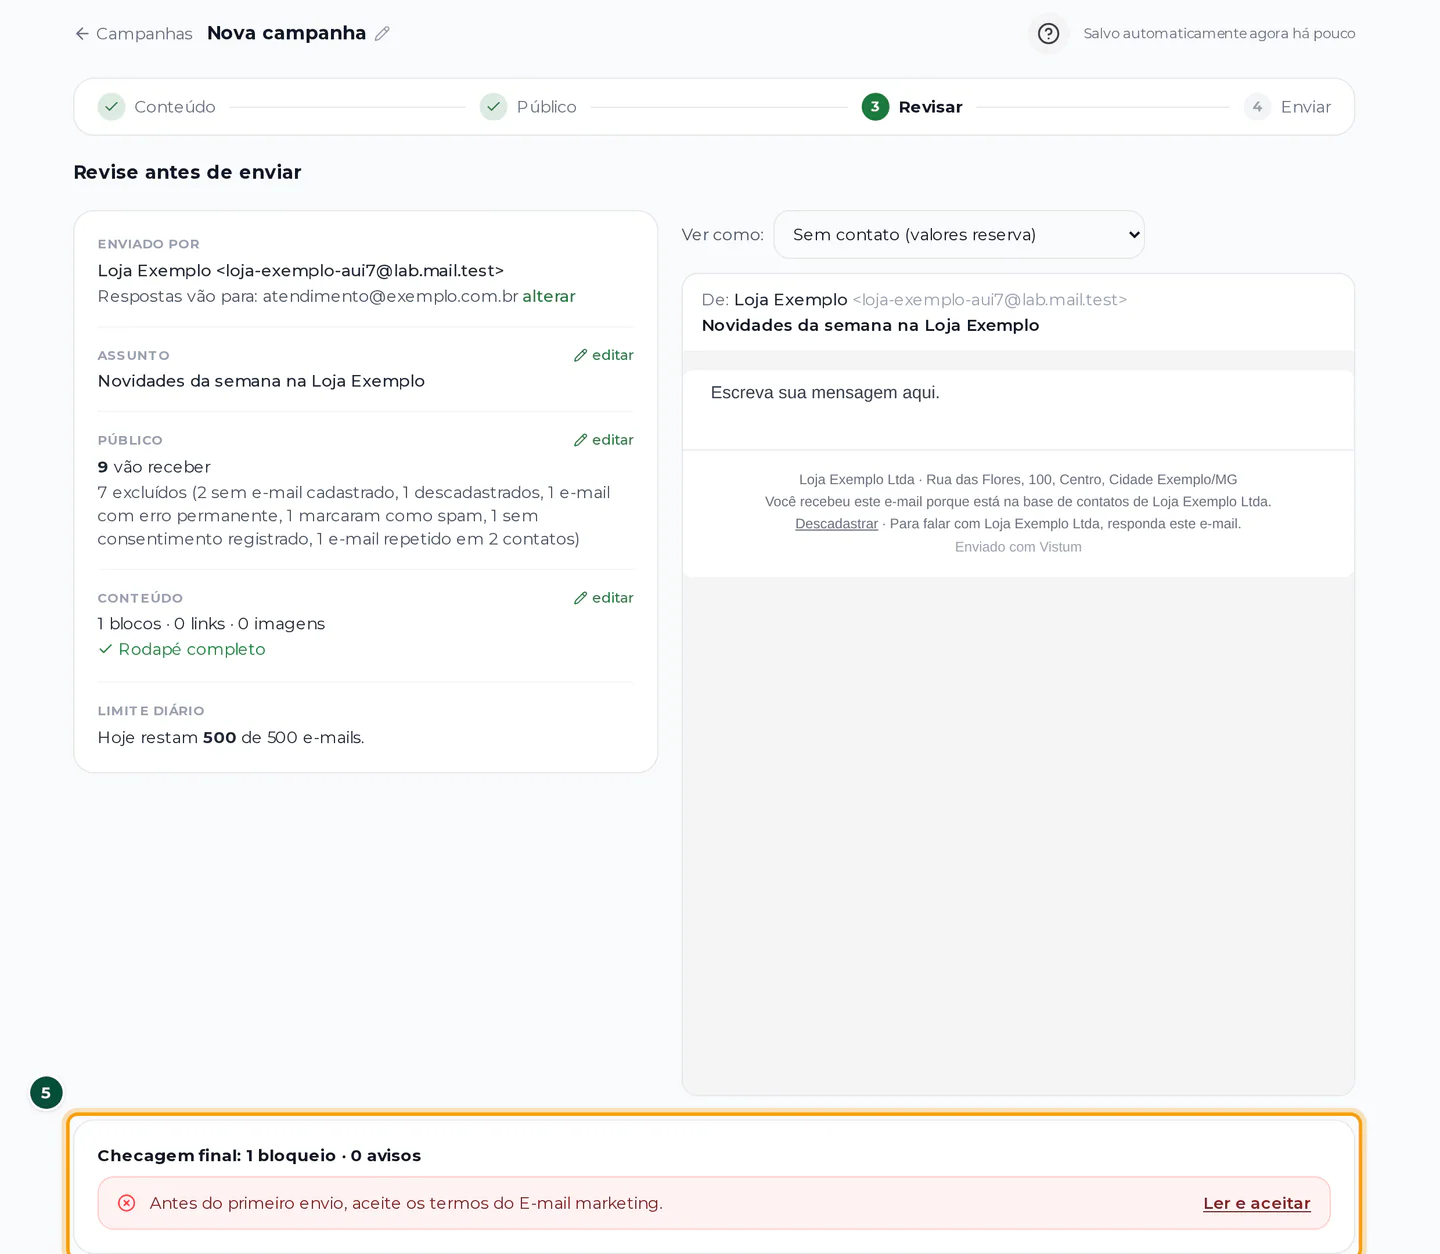 ← Campanhas Nova campanha
Salvo automaticamente agora há pouco
Conteúdo
Público
3 Revisar
4 Enviar
Revise antes de enviar
ENVIADO POR
Loja Exemplo <loja-exemplo-aui7@lab.mail.test>
Respostas vão para: atendimento@exemplo.com.br alterar
ASSUNTO
editar
Novidades da semana na Loja Exemplo
PÚBLICO
editar
9 vão receber
7 excluídos (2 sem e-mail cadastrado, 1 descadastrados, 1 e-mail
com erro permanente, 1 marcaram como spam, 1 sem
consentimento registrado, 1 e-mail repetido em 2 contatos)
CONTEÚDO
editar
1 blocos · 0 links · 0 imagens
Rodapé completo
LIMITE DIÁRIO
Hoje restam 500 de 500 e-mails.
Ver como: Sem contato (valores reserva)
De: Loja Exemplo <loja-exemplo-aui7@lab.mail.test>
Novidades da semana na Loja Exemplo
Escreva sua mensagem aqui.
Loja Exemplo Ltda · Rua das Flores, 100, Centro, Cidade Exemplo/MG
Você recebeu este e-mail porque está na base de contatos de Loja Exemplo Ltda.
Descadastrar · Para falar com Loja Exemplo Ltda, responda este e-mail.
Enviado com Vistum
5
Checagem final: 1 bloqueio · 0 avisos
Antes do primeiro envio, aceite os termos do E-mail marketing.
Ler e aceitar